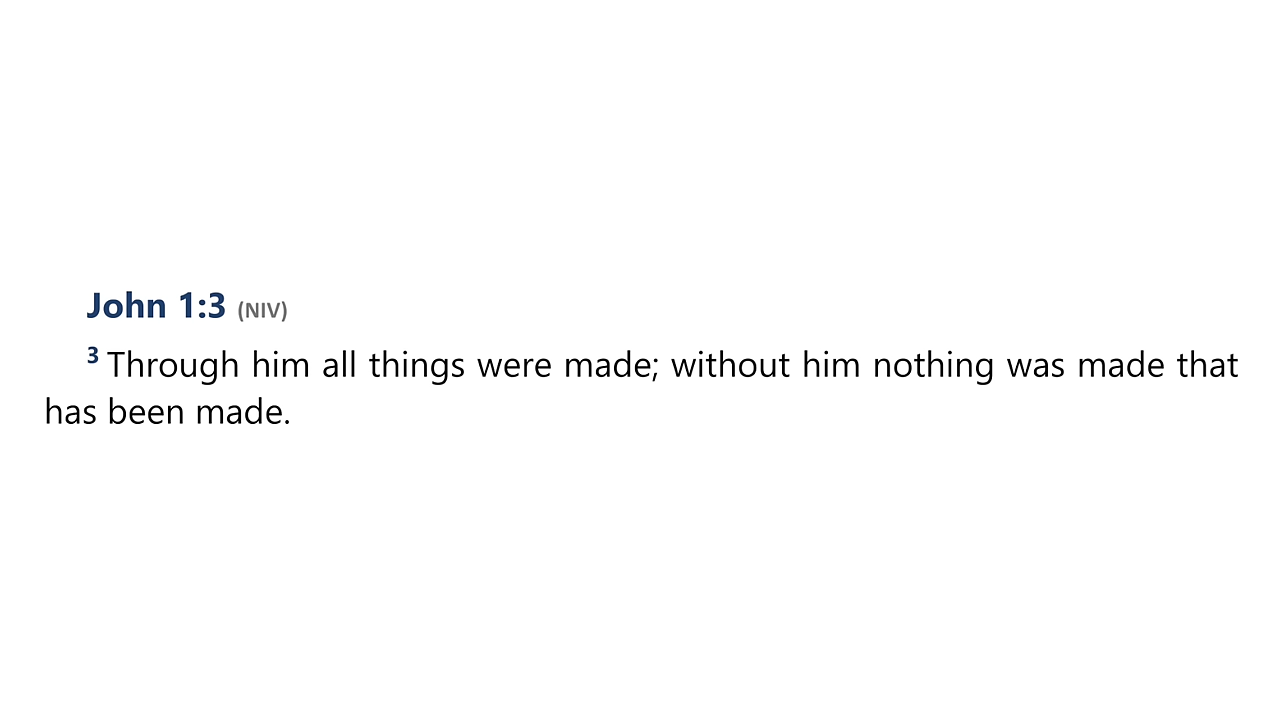 John 1:3 (NIV)
3 Through him all things were made; without him nothing was made that
has been made.